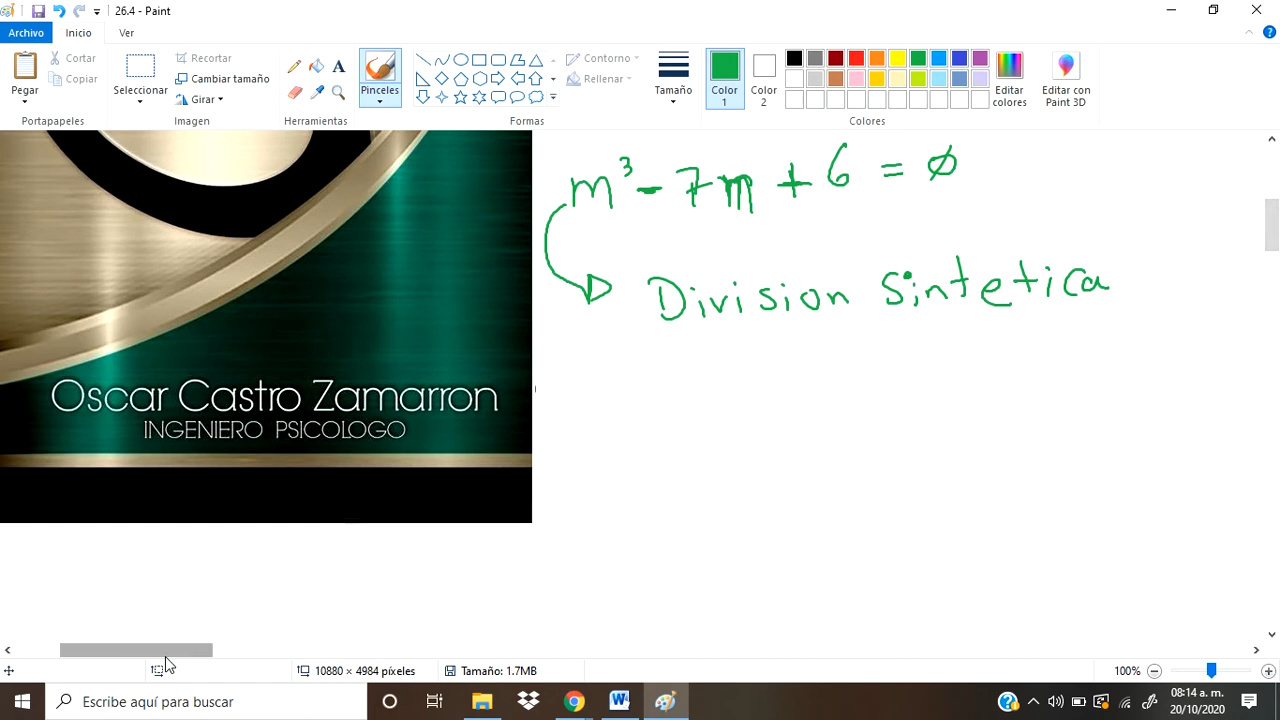 26.4 - Paint
Archivo Inicio Ver
Pegar
Cortar
Copiar
Portapapeles
Seleccionar
Recortar
Cambiar tamaño
Girar
Imagen
A
Herramientas
Pinceles
Formas
Contorno
Rellenar
Tamaño
Color 1
Color 2
Colores
Editar colores
Editar con Paint 3D
m³ - 7m + 6 = ø
Division Sintetica
Oscar Castro Zamarron
INGENIERO PSICOLOGO
10880 × 4984 píxeles
Tamaño: 1.7MB
100%
Escribe aquí para buscar
08:14 a. m.
20/10/2020